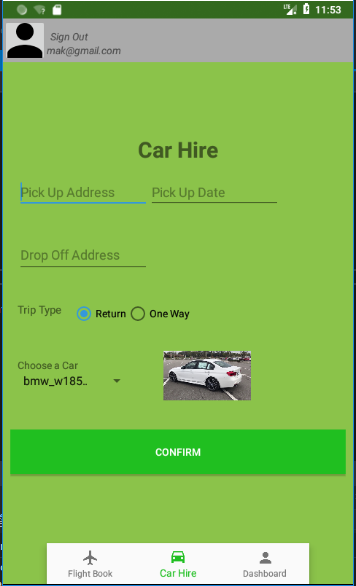 LTE 11:53
Sign Out
mak@gmail.com
Car Hire
Pick Up Address Pick Up Date
Drop Off Address
Trip Type Return One Way
Choose a Car
bmw_w185..
CONFIRM
Flight Book Car Hire Dashboard